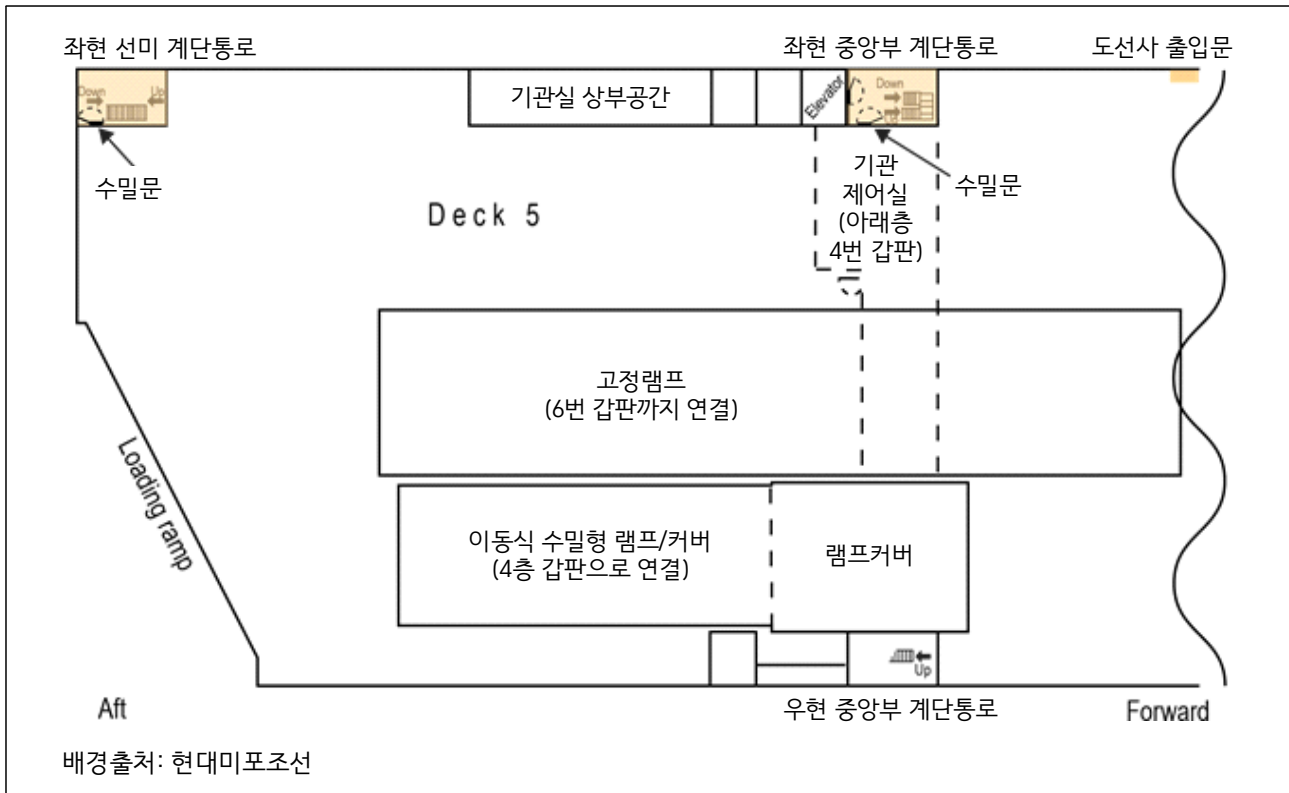 좌현 선미 계단통로
좌현 중앙부 계단통로
도선사 출입문
Down
Up
기관실 상부공간
Elevator
Down
Up
수밀문
기관
제어실
(아래층
4번 갑판)
수밀문
Deck 5
고정램프
(6번 갑판까지 연결)
Loading ramp
이동식 수밀형 램프/커버
(4층 갑판으로 연결)
램프커버
Up
Aft
우현 중앙부 계단통로
Forward
배경출처: 현대미포조선